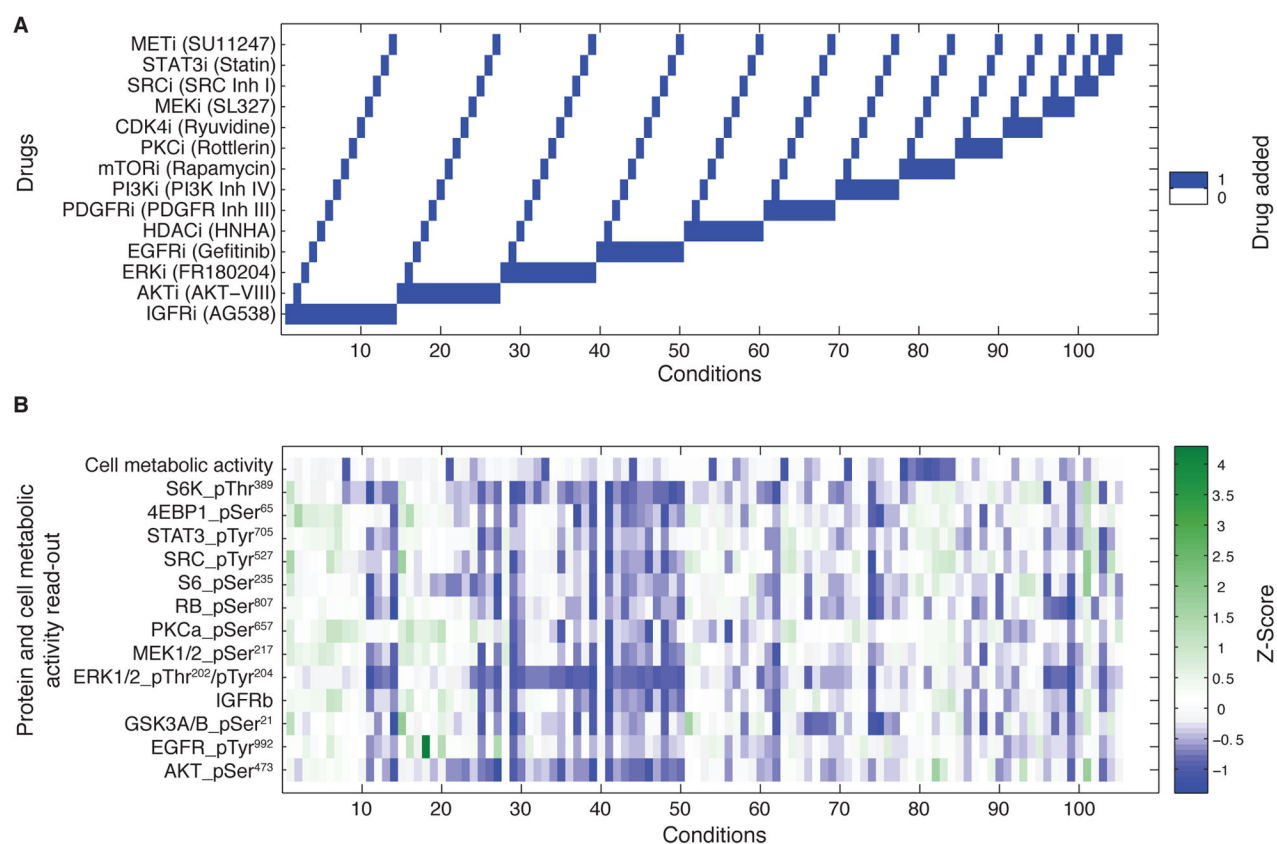 A
Drugs
METi (SU11247)
STAT3i (Statin)
SRCi (SRC Inh I)
MEKi (SL327)
CDK4i (Ryuvidine)
PKCi (Rottlerin)
mTORi (Rapamycin)
PI3Ki (PI3K Inh IV)
PDGFRi (PDGFR Inh III)
HDACi (HNHA)
EGFRi (Gefitinib)
ERKi (FR180204)
AKTi (AKT−VIII)
IGFRi (AG538)
10 20 30 40 50 60 70 80 90 100
Conditions
1
0
Drug added
B
Protein and cell metabolic
activity read-out
Cell metabolic activity
S6K_pThr389
4EBP1_pSer65
STAT3_pTyr705
SRC_pTyr527
S6_pSer235
RB_pSer807
PKCa_pSer657
MEK1/2_pSer217
ERK1/2_pThr202/pTyr204
IGFRb
GSK3A/B_pSer21
EGFR_pTyr992
AKT_pSer473
10 20 30 40 50 60 70 80 90 100
Conditions
4
3.5
3
2.5
2
1.5
1
0.5
0
−0.5
−1
Z-Score